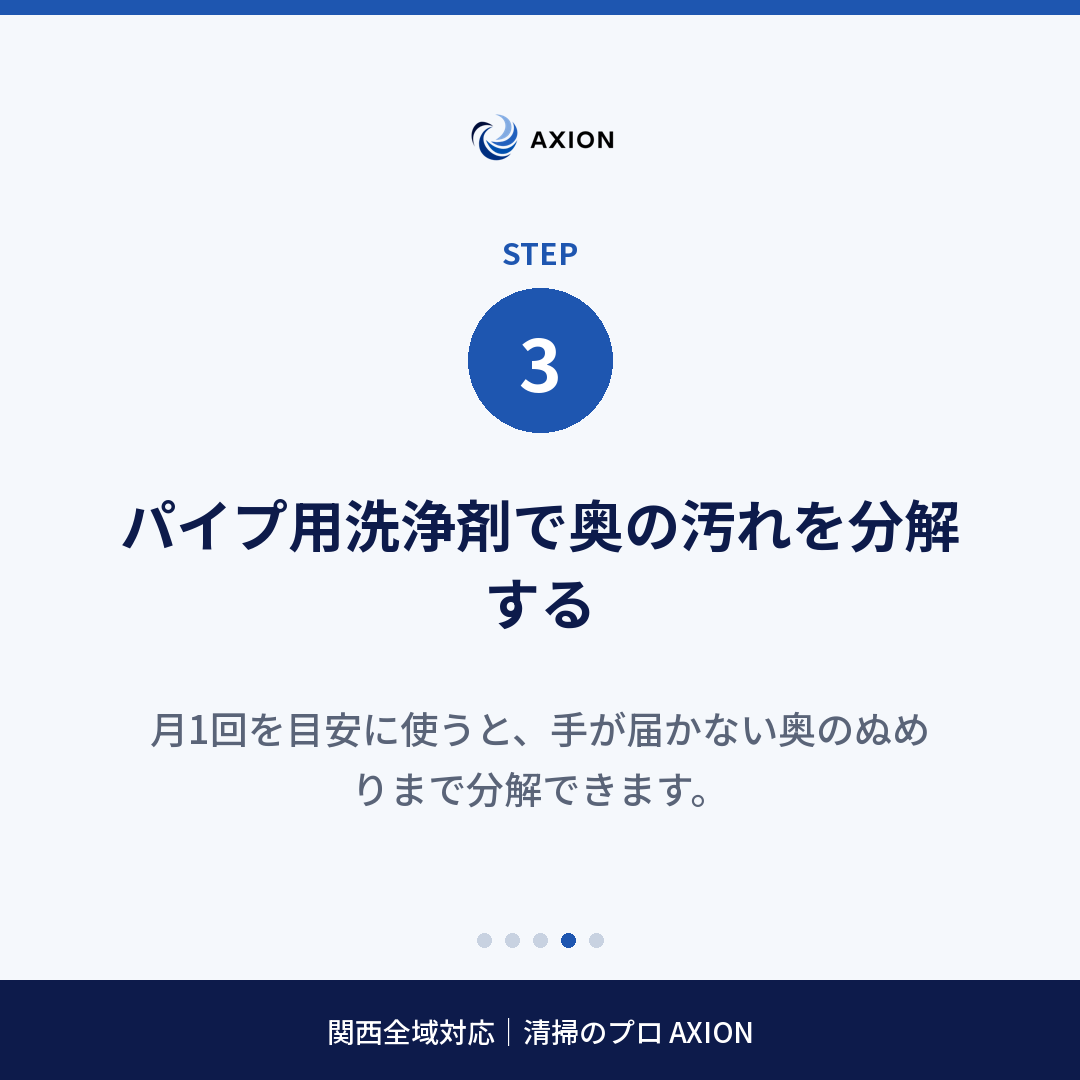 AXION
STEP
3
パイプ用洗浄剤で奥の汚れを分解
する
月1回を目安に使うと、手が届かない奥のぬめ
りまで分解できます。
関西全域対応｜清掃のプロ AXION